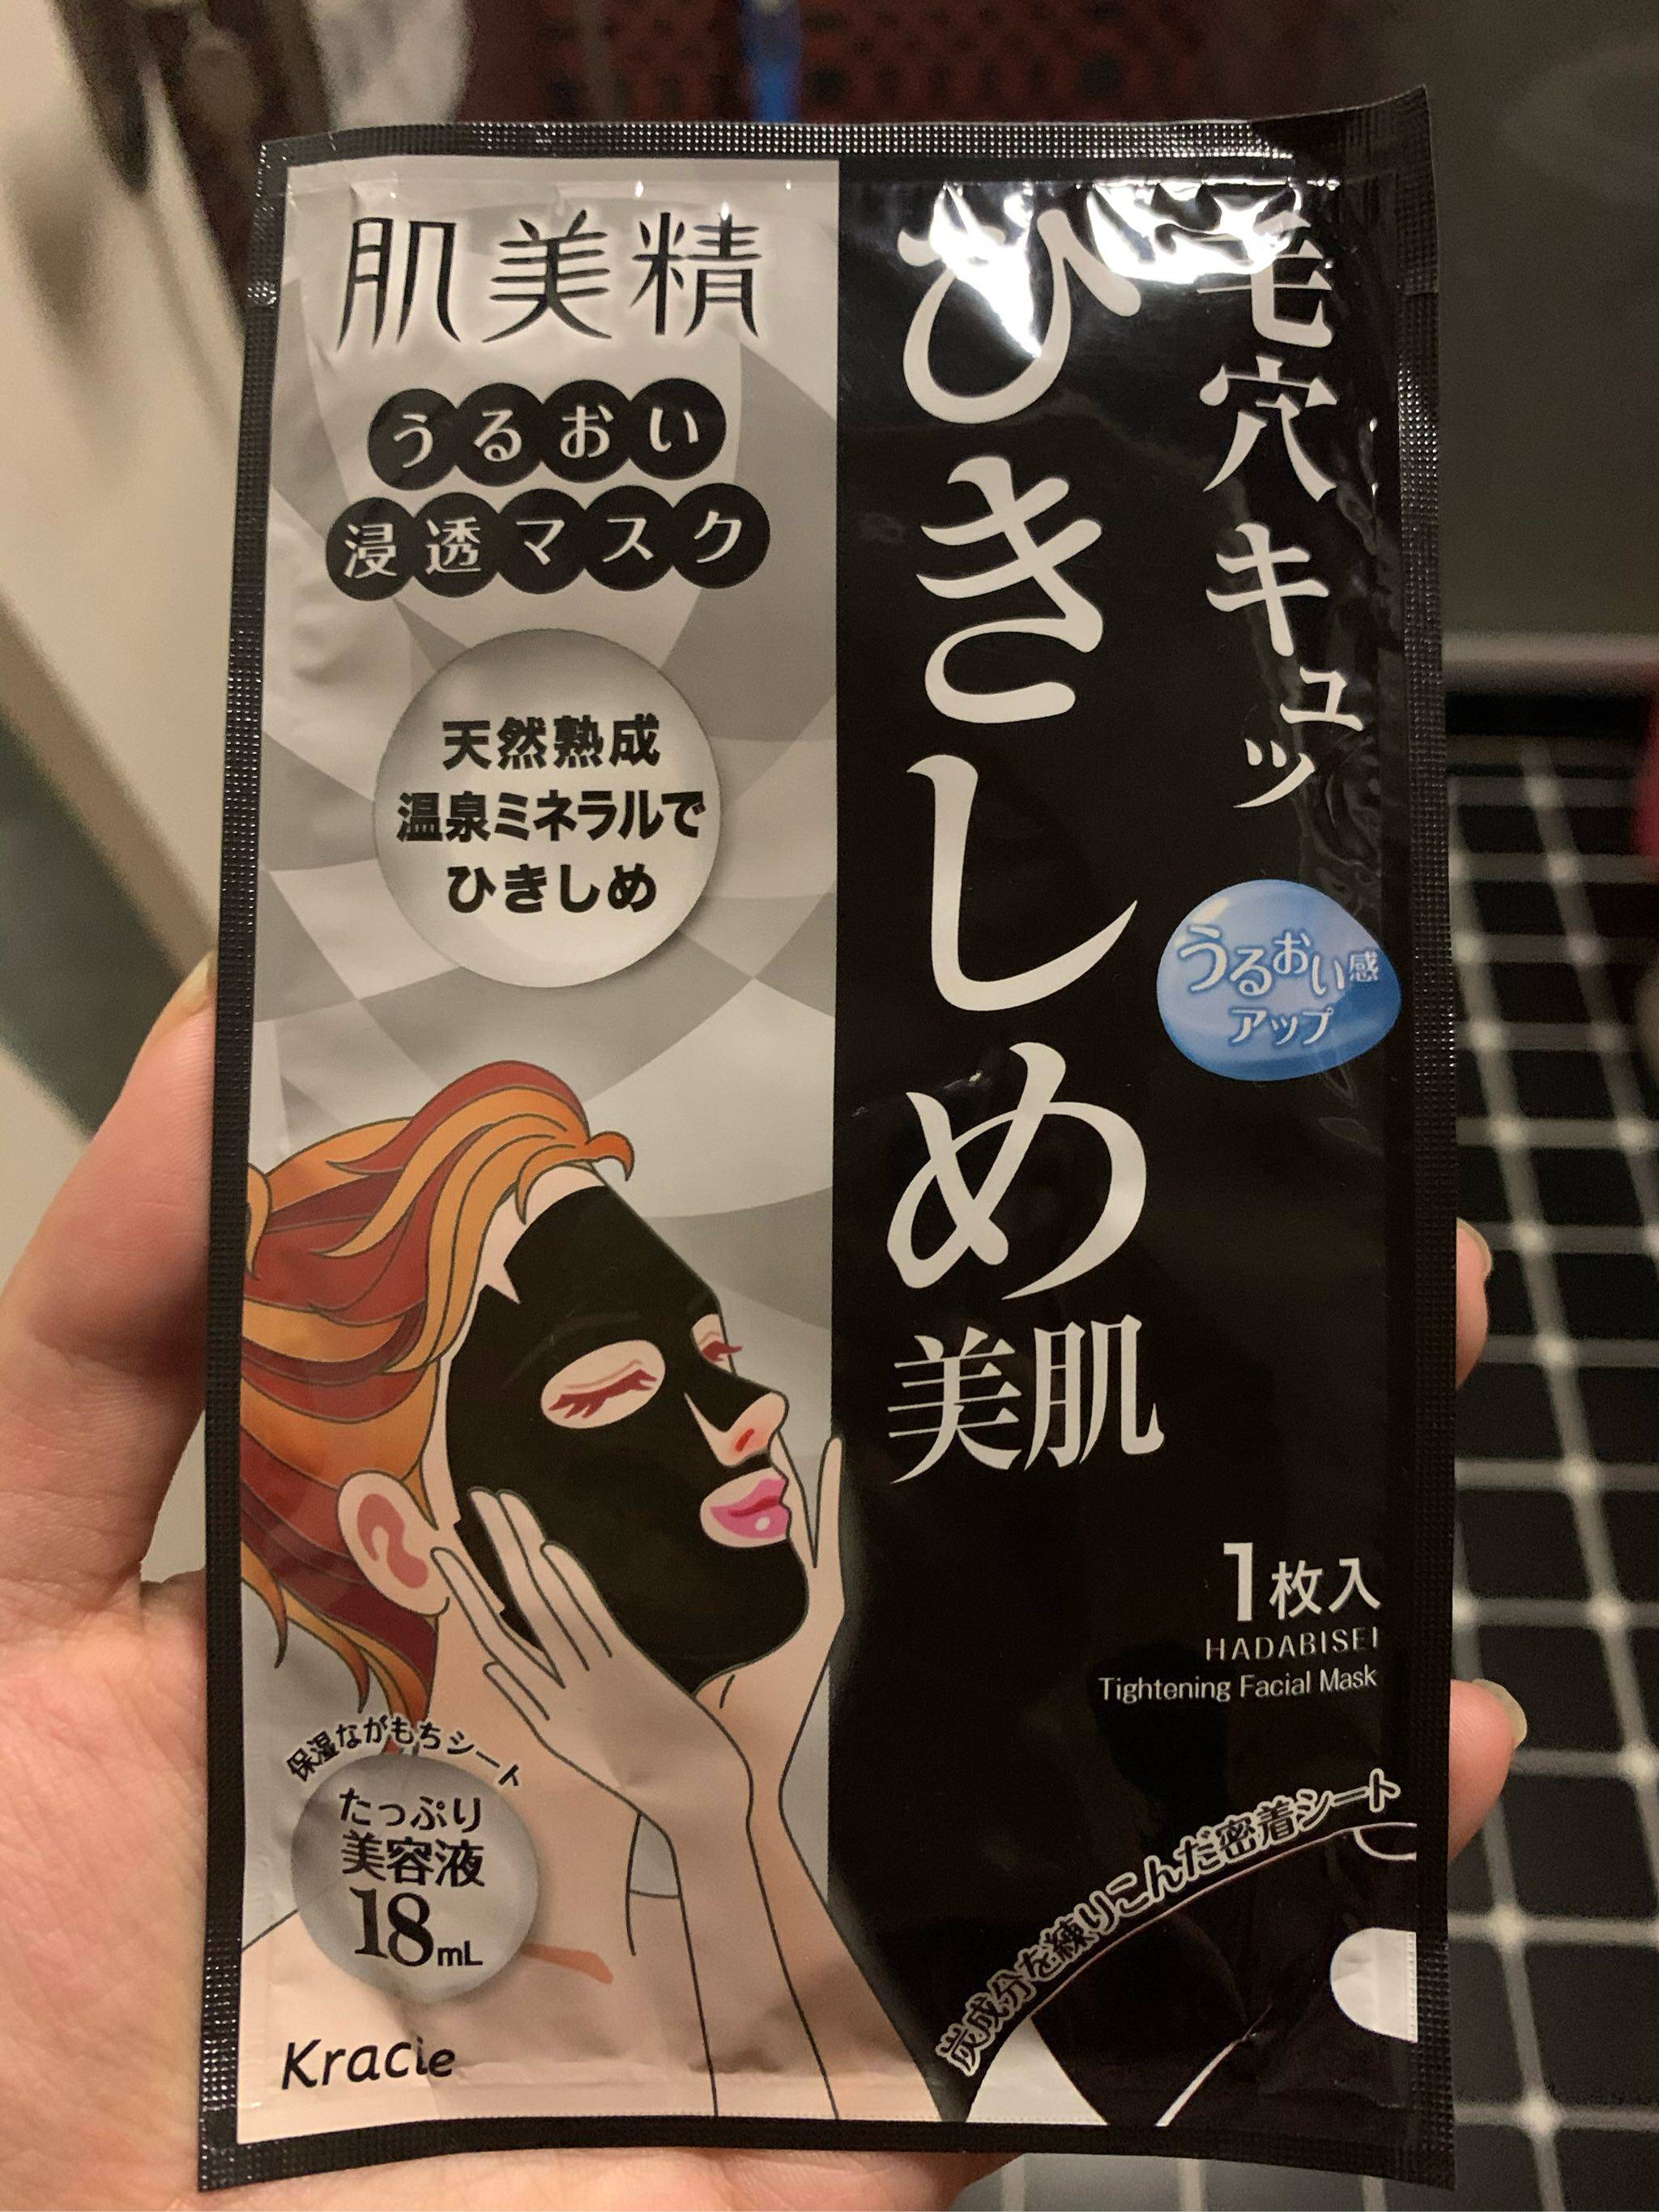 肌美精
うるおい
浸透マスク
天然熟成
温泉ミネラルで
ひきしめ
毛穴キュッ
ひきしめ美肌
うるおい感
アップ
1枚入
HADABISEI
Tightening Facial Mask
保湿ながもちシート
たっぷり
美容液
18mL
炭成分を練りこんだ密着シート
Kracie